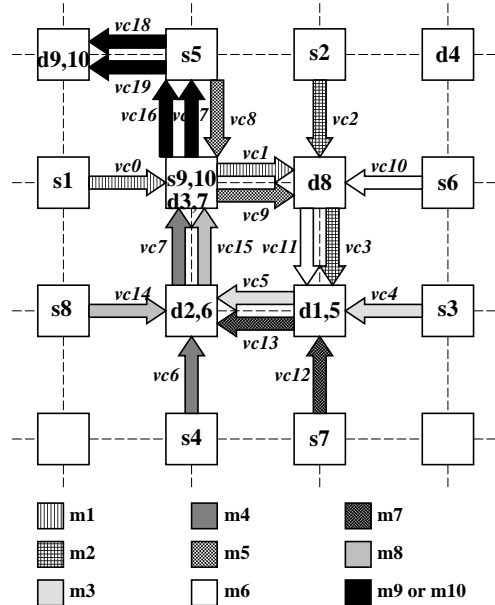 vc18
d9,10 s5 s2 d4
vc19
vc16 vc17 vc8 vc2
vc0 vc1 vc10
s1 s9,10 d8 s6
d3,7
vc9
vc7 vc15 vc11 vc3
vc14 vc5 vc4
s8 d2,6 d1,5 s3
vc13
vc6 vc12
s4 s7
m1 m4 m7
m2 m5 m8
m3 m6 m9 or m10